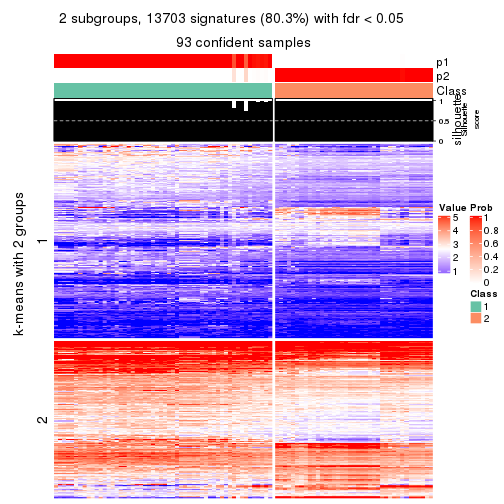 2 subgroups, 13703 signatures (80.3%) with fdr < 0.05
93 confident samples
p1
p2
Class
1
0.5
0
silhouette
Silhouette
score
k-means with 2 groups
1
2
Value
5
4
3
2
1
Prob
1
0.8
0.6
0.4
0.2
0
Class
1
2